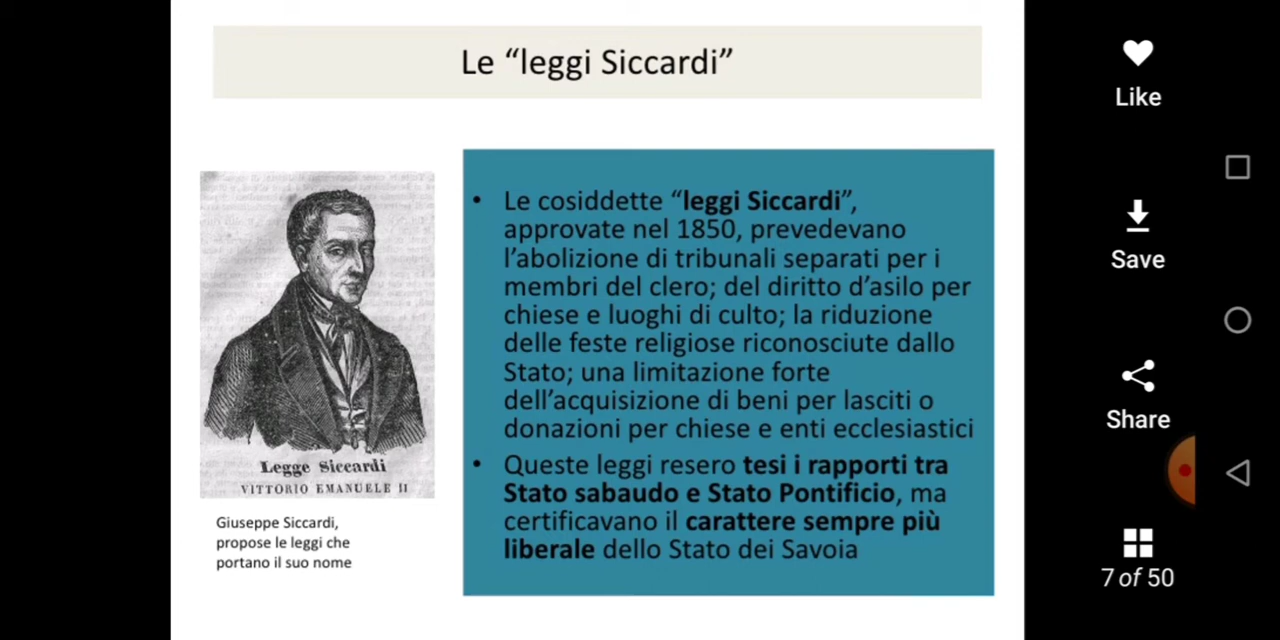 Le “leggi Siccardi”
Like
Save
Share
7 of 50
Legge Siccardi
VITTORIO EMANUELE II
Giuseppe Siccardi,
propose le leggi che
portano il suo nome
• Le cosiddette “leggi Siccardi”,
approvate nel 1850, prevedevano
l’abolizione di tribunali separati per i
membri del clero; del diritto d’asilo per
chiese e luoghi di culto; la riduzione
delle feste religiose riconosciute dallo
Stato; una limitazione forte
dell’acquisizione di beni per lasciti o
donazioni per chiese e enti ecclesiastici
• Queste leggi resero tesi i rapporti tra
Stato sabaudo e Stato Pontificio, ma
certificavano il carattere sempre più
liberale dello Stato dei Savoia